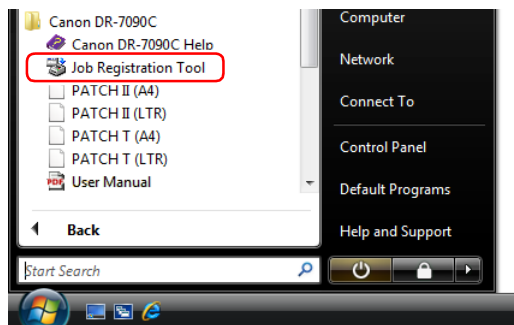 Canon DR-7090C
Canon DR-7090C Help
Job Registration Tool
PATCH II (A4)
PATCH II (LTR)
PATCH T (A4)
PATCH T (LTR)
PDF User Manual
Back
Start Search
Computer
Network
Connect To
Control Panel
Default Programs
Help and Support